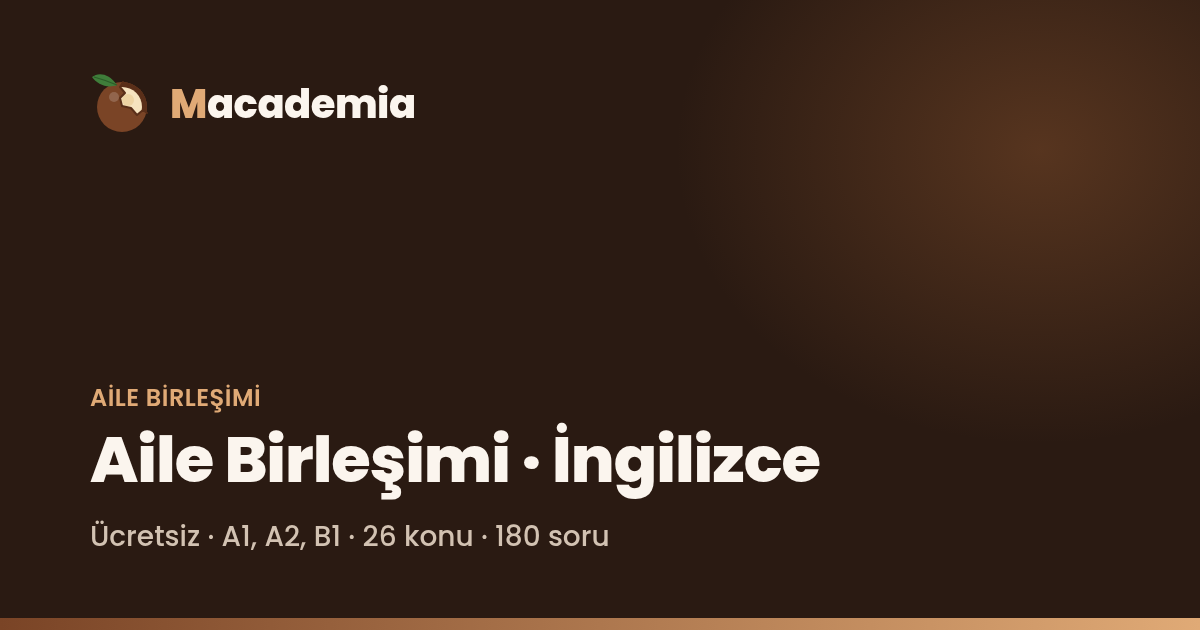 Macademia
AİLE BİRLEŞİMİ
Aile Birleşimi · İngilizce
Ücretsiz · A1, A2, B1 · 26 konu · 180 soru